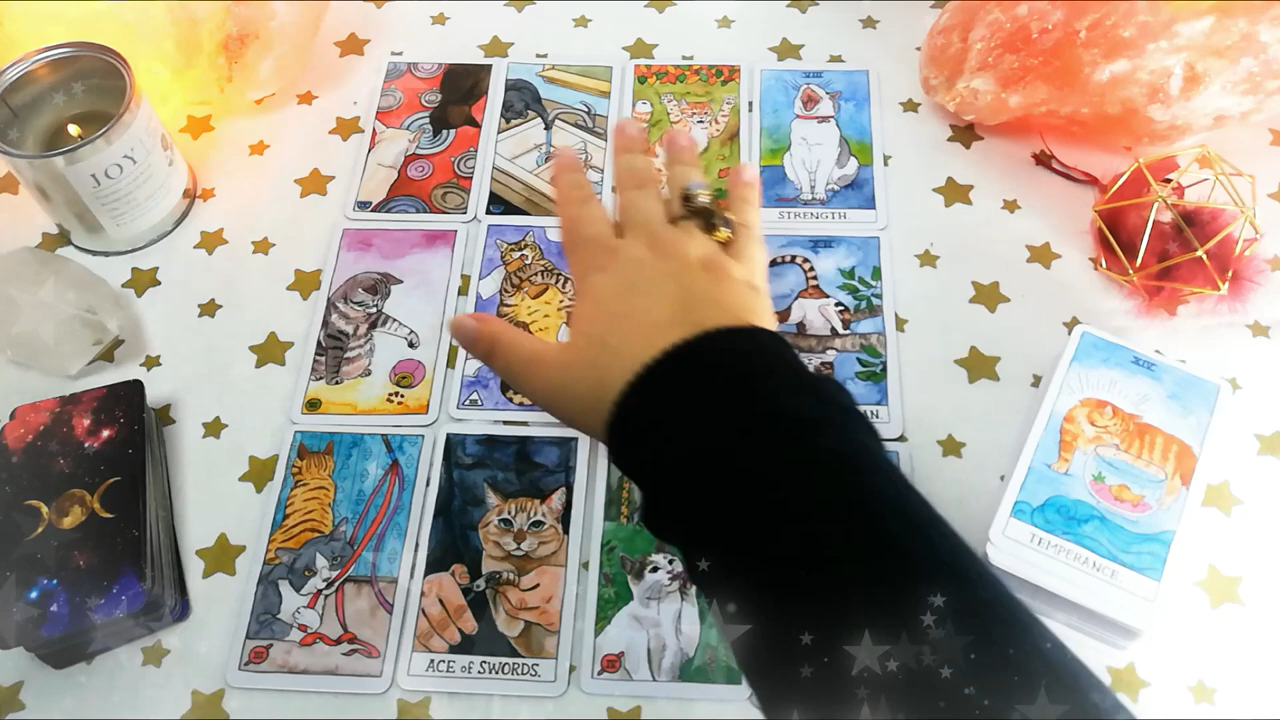 JOY
VIII
STRENGTH.
XII
AN.
XIV
TEMPERANCE.
ACE of SWORDS.